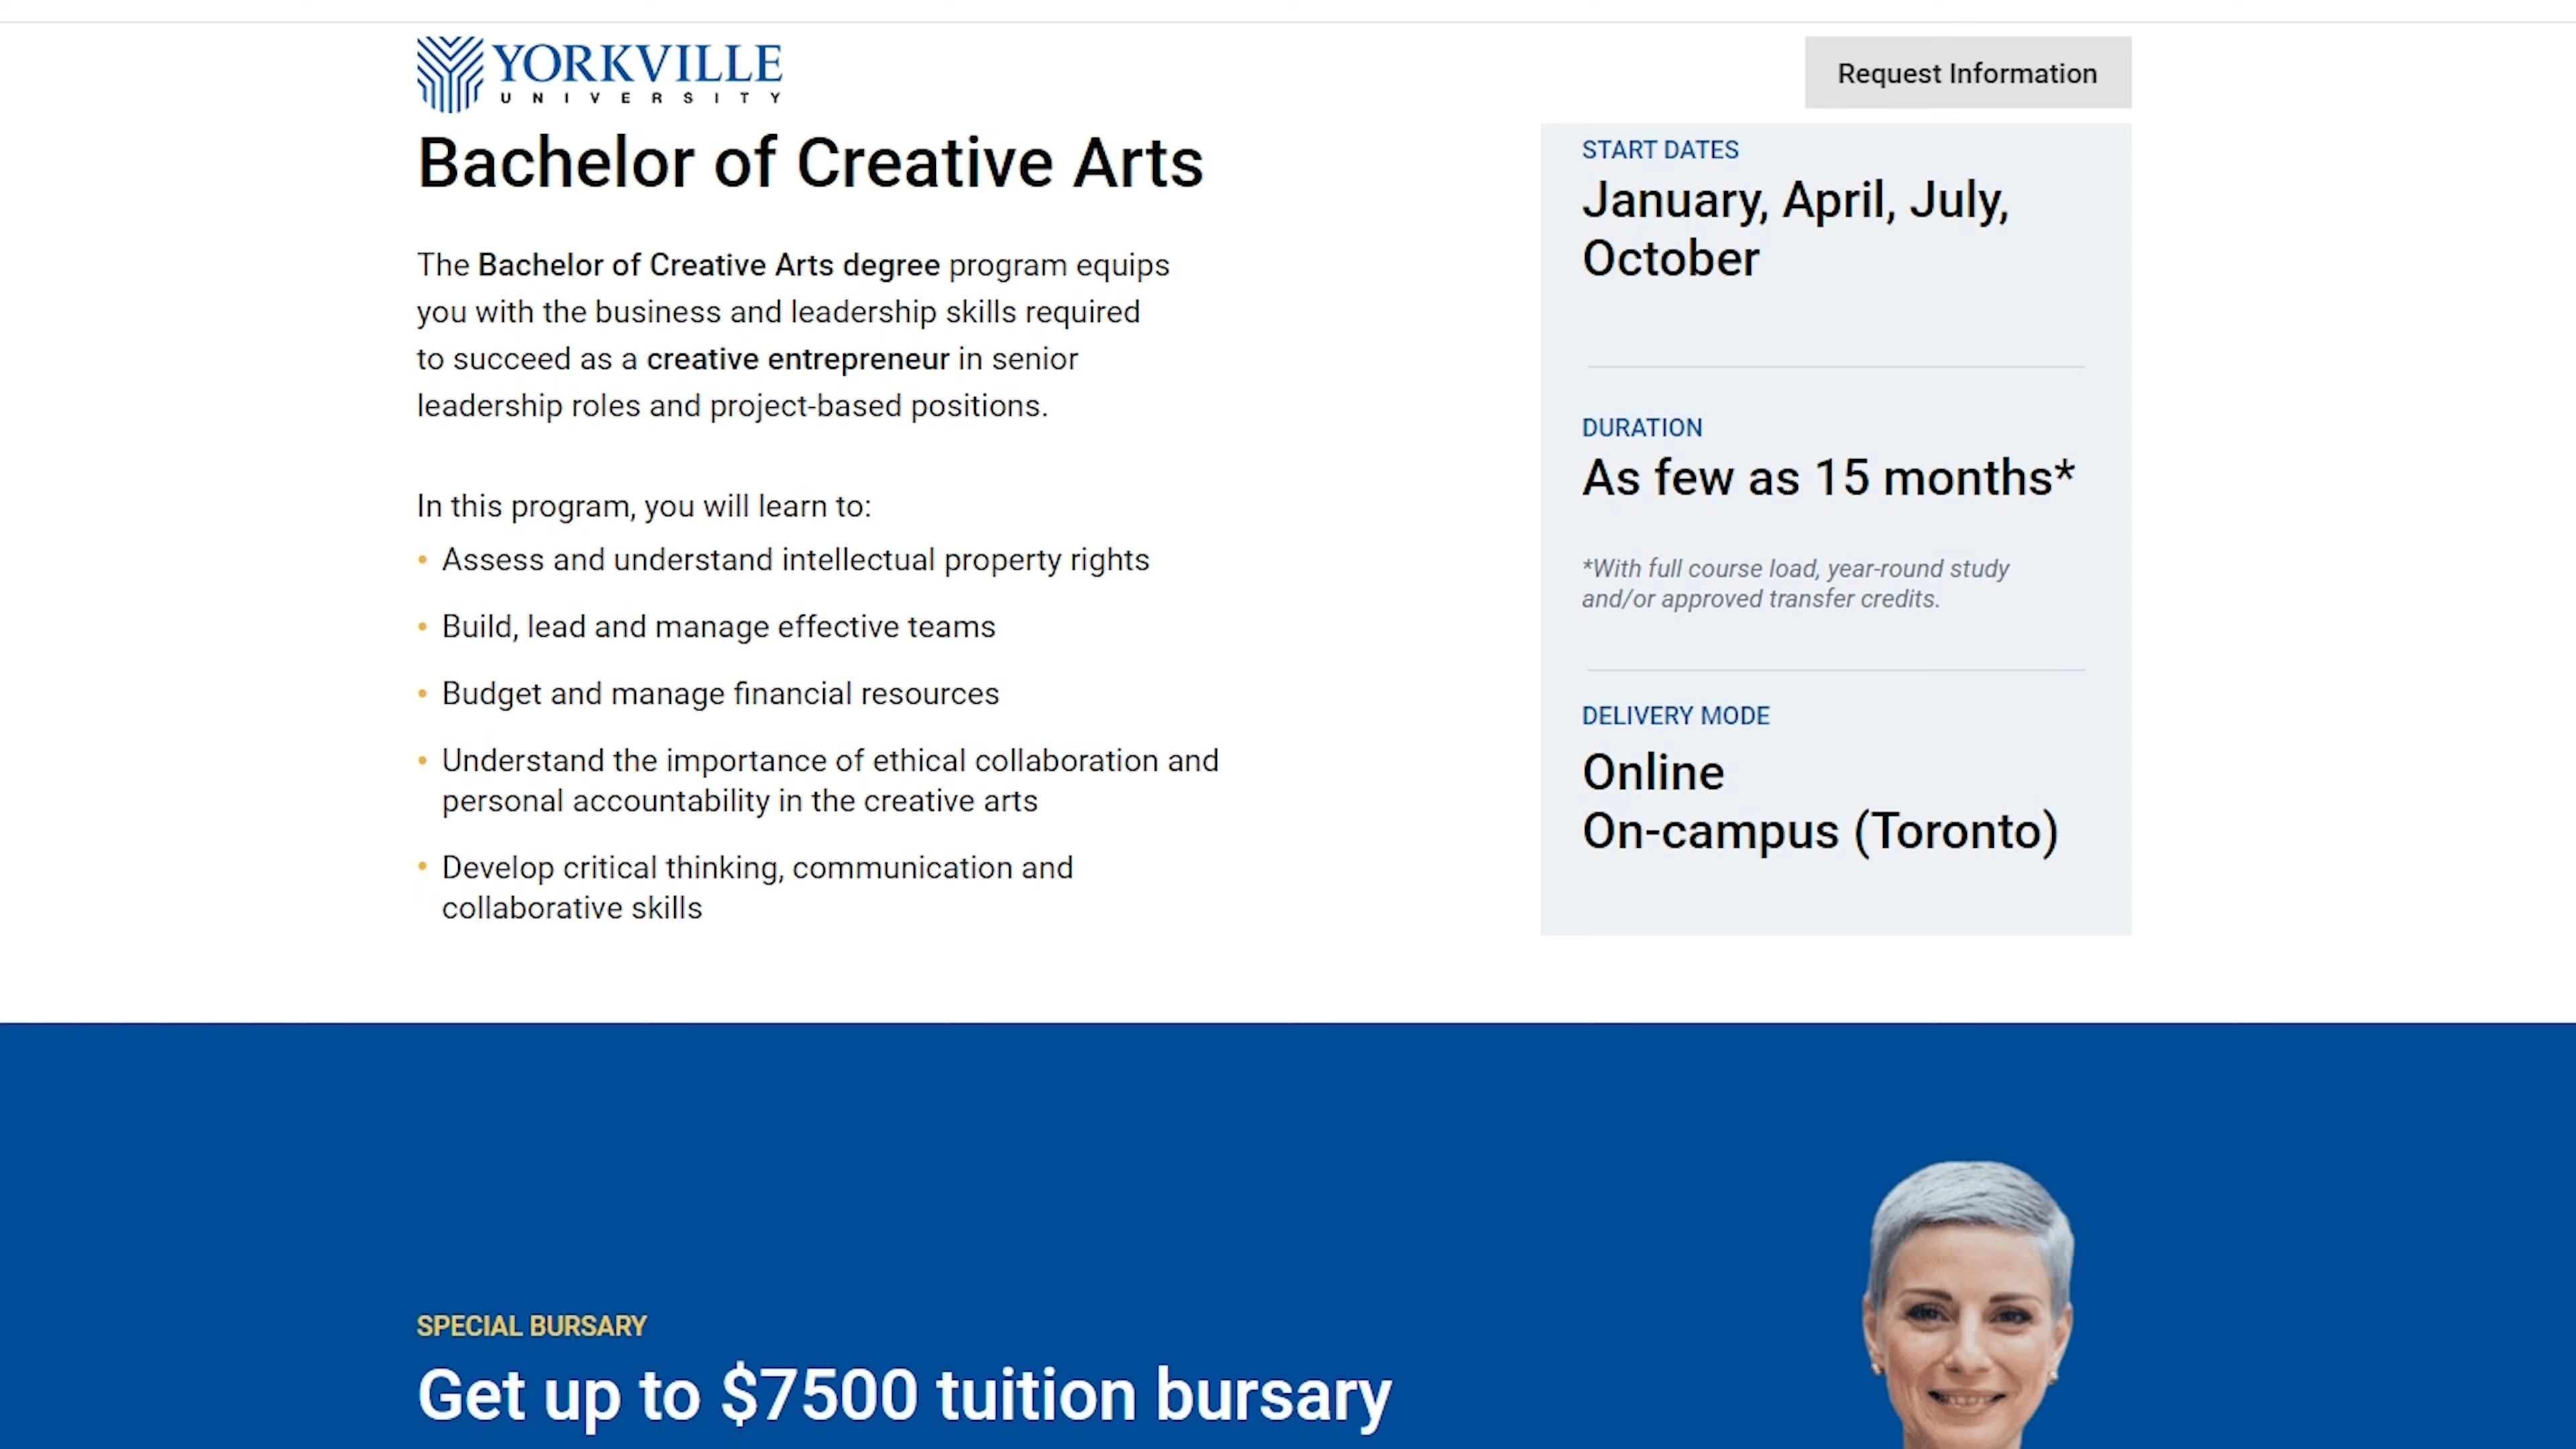 YORKVILLE
UNIVERSITY
Request Information
Bachelor of Creative Arts
The Bachelor of Creative Arts degree program equips
you with the business and leadership skills required
to succeed as a creative entrepreneur in senior
leadership roles and project-based positions.
In this program, you will learn to:
• Assess and understand intellectual property rights
• Build, lead and manage effective teams
• Budget and manage financial resources
• Understand the importance of ethical collaboration and
personal accountability in the creative arts
• Develop critical thinking, communication and
collaborative skills
START DATES
January, April, July,
October
DURATION
As few as 15 months*
*With full course load, year-round study
and/or approved transfer credits.
DELIVERY MODE
Online
On-campus (Toronto)
SPECIAL BURSARY
Get up to $7500 tuition bursary